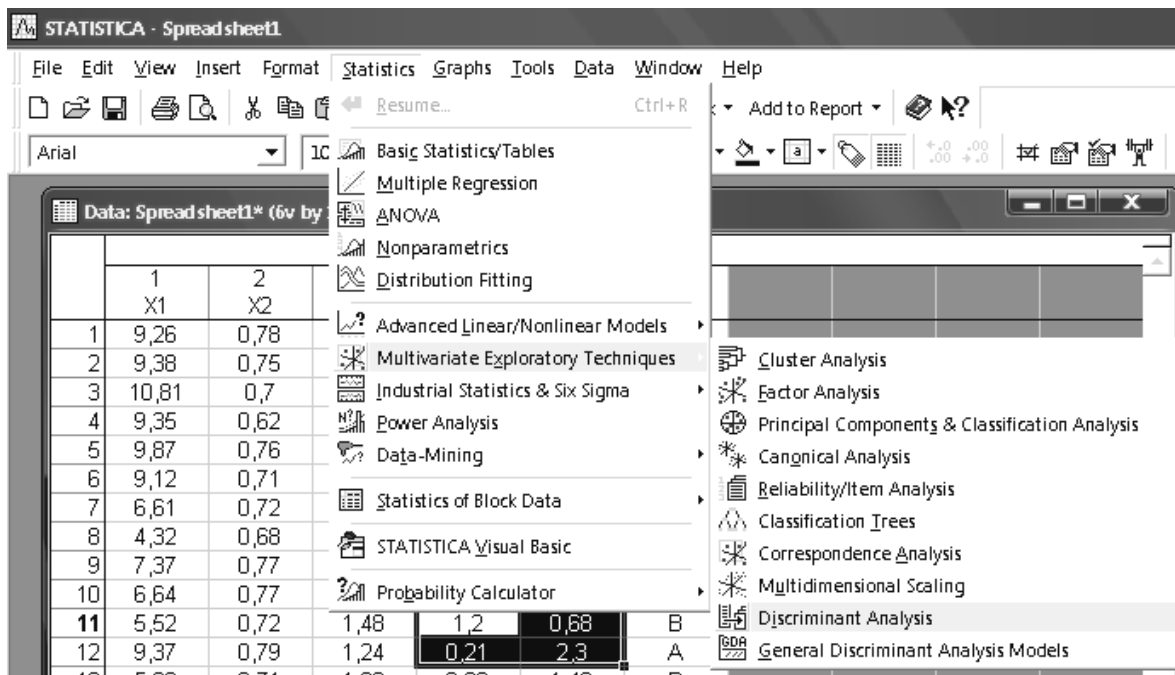 STATISTICA - Spreadsheet1
File Edit View Insert Format Statistics Graphs Tools Data Window Help
Resume... Ctrl+R
Add to Report
Arial 10
Data: Spreadsheet1* (6v by
Basic Statistics/Tables
Multiple Regression
ANOVA
Nonparametrics
Distribution Fitting
Advanced Linear/Nonlinear Models
Multivariate Exploratory Techniques
Industrial Statistics & Six Sigma
Power Analysis
Data-Mining
Statistics of Block Data
STATISTICA Visual Basic
Probability Calculator
Cluster Analysis
Factor Analysis
Principal Components & Classification Analysis
Canonical Analysis
Reliability/Item Analysis
Classification Trees
Correspondence Analysis
Multidimensional Scaling
Discriminant Analysis
General Discriminant Analysis Models
1 2
X1 X2
1 9,26 0,78
2 9,38 0,75
3 10,81 0,7
4 9,35 0,62
5 9,87 0,76
6 9,12 0,71
7 6,61 0,72
8 4,32 0,68
9 7,37 0,77
10 6,64 0,77
11 5,52 0,72 1,48 1,2 0,68 B
12 9,37 0,79 1,24 0,21 2,3 A